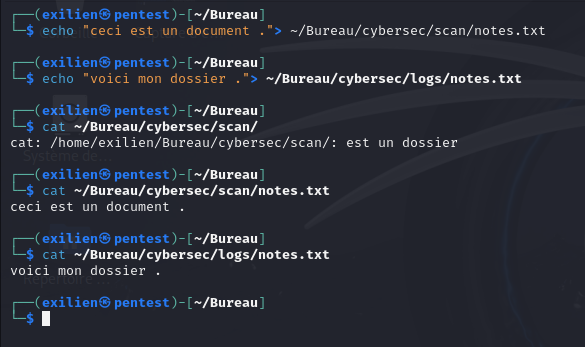 ┌──(exilien㉿pentest)-[~/Bureau]
└─$ echo "ceci est un document ."> ~/Bureau/cybersec/scan/notes.txt
┌──(exilien㉿pentest)-[~/Bureau]
└─$ echo "voici mon dossier ."> ~/Bureau/cybersec/logs/notes.txt
┌──(exilien㉿pentest)-[~/Bureau]
└─$ cat ~/Bureau/cybersec/scan/
cat: /home/exilien/Bureau/cybersec/scan/: est un dossier
Système de...
┌──(exilien㉿pentest)-[~/Bureau]
└─$ cat ~/Bureau/cybersec/scan/notes.txt
ceci est un document .
┌──(exilien㉿pentest)-[~/Bureau]
└─$ cat ~/Bureau/cybersec/logs/notes.txt
voici mon dossier .
Répertoire ...
┌──(exilien㉿pentest)-[~/Bureau]
└─$